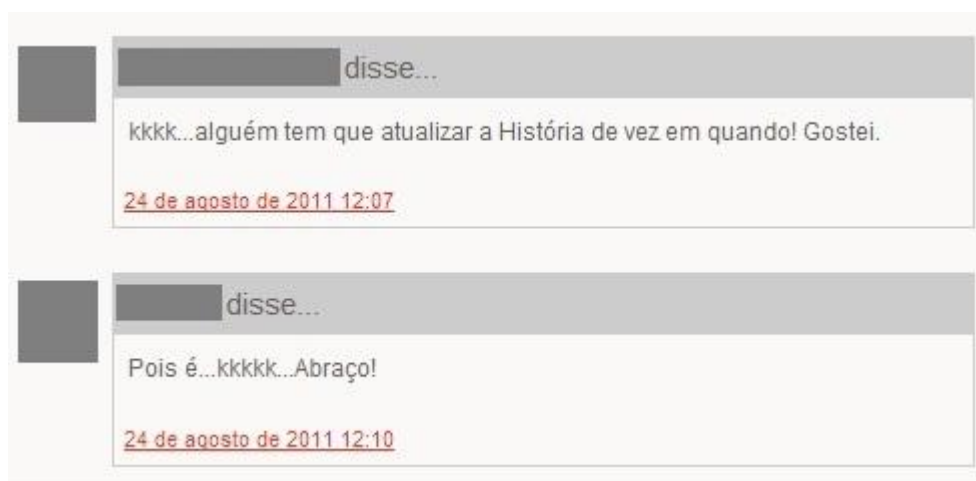 disse...
kkkk...alguém tem que atualizar a História de vez em quando! Gostei.
24 de agosto de 2011 12:07
disse...
Pois é...kkkkk...Abraço!
24 de agosto de 2011 12:10